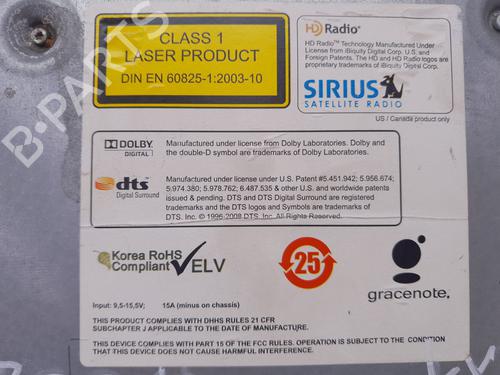 CLASS 1
LASER PRODUCT
DIN EN 60825-1:2003-10
HD Radio™
HD Radio™ Technology Manufactured Under
License from iBiquity Digital Corp. U.S. and
Foreign Patents. The HD and HD Radio logos are
proprietary trademarks of iBiquity Digital Corp.
SIRIUS
SATELLITE RADIO
US / Canada product only
DOLBY
DIGITAL
Manufactured under license from Dolby Laboratories. Dolby and
the double-D symbol are trademarks of Dolby Laboratories.
dts
Digital Surround
Manufactured under license under U.S. Patent #5.451.942; 5.956.674;
5.974.380; 5.978.762; 6.487.535 & other U.S. and worldwide patents
issued & pending. DTS and DTS Digital Surround are registered
trademarks and the DTS logos and Symbols are trademarks of
DTS. Inc. © 1996-2008 DTS, Inc. All Rights Reserved.
Korea RoHS
Compliant
ELV
25
gracenote.
Input: 9,5-15,5V; 15A (minus on chassis)
THIS PRODUCT COMPLIES WITH DHHS RULES 21 CFR
SUBCHAPTER J APPLICABLE TO THE DATE OF MANUFACTURE.
THIS DEVICE COMPLIES WITH PART 15 OF THE FCC RULES. OPERATION IS SUBJECT TO THE CONDITION
THAT THIS DEVICE DOES NOT CAUSE HARMFUL INTERFERENCE.
B-PARTS